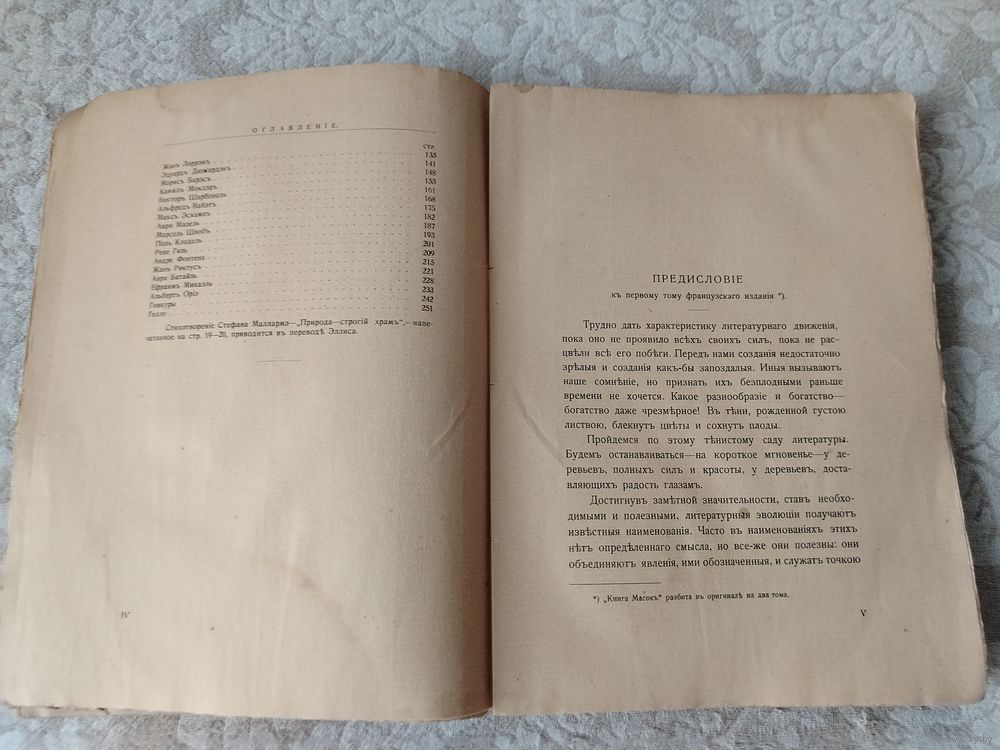 ОГЛАВЛЕНІЕ.
СТР.
Жанъ Лоррэнъ 135
Эдуардъ Дюжардэнъ 141
Морисъ Барэсъ 148
Камилъ Моклэръ 155
Викторъ Шарбонель 161
Альфредъ Валэтъ 168
Максъ Эскампъ 175
Анри Мазель 182
Марсель Швобъ 187
Поль Клодель 193
Рене Гиль 201
Андре Фонтена 209
Жанъ Риктусъ 215
Анри Батайль 221
Ефраимъ Микаэль 228
Альбертъ Орiэ 233
Гонкуры 242
Гелло 251
Стихотвореніе Стефана Маллармэ—„Природа—строгій храмъ“,— напе-
чатанное на стр. 19—20, приводится въ переводѣ Эллиса.
IV
ПРЕДИСЛОВІЕ
къ первому тому французскаго изданія *).
Трудно дать характеристику литературнаго движенія,
пока оно не проявило всѣхъ своихъ силъ, пока не рас-
цвѣли всѣ его побѣги. Передъ нами созданія недостаточно
зрѣлыя и созданія какъ-бы запоздалыя. Иныя вызываютъ
наше сомнѣніе, но признать ихъ безплодными раньше
времени не хочется. Какое разнообразіе и богатство—
богатство даже чрезмѣрное! Въ тѣни, рожденной густою
листвою, блекнутъ цвѣты и сохнутъ плоды.
Пройдемся по этому тѣнистому саду литературы.
Будемъ останавливаться—на короткое мгновенье—у де-
ревьевъ, полныхъ силъ и красоты, у деревьевъ, доста-
вляющихъ радость глазамъ.
Достигнувъ замѣтной значительности, ставъ необхо-
димыми и полезными, литературныя эволюціи получаютъ
извѣстныя наименованія. Часто въ наименованіяхъ этихъ
нѣтъ опредѣленнаго смысла, но все-же они полезны: они
объединяютъ явленія, ими обозначенныя, и служатъ точкою
*) „Книга Масокъ“ разбита въ оригиналѣ на два тома.
V